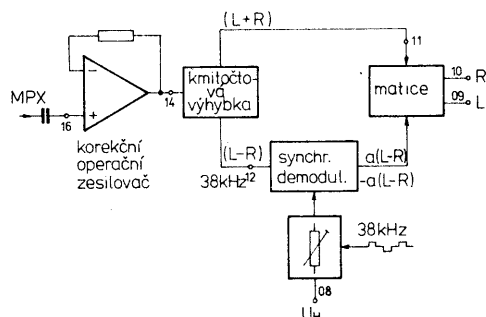 (L+R)
11
MPX
−
+
16
14
kmitočto-
vá
výhybka
matice
10
R
09
L
korekční
operační
zesilovač
(L-R)
38kHz
12
synchr.
demodul.
a(L-R)
-a(L-R)
38kHz
08
U_H